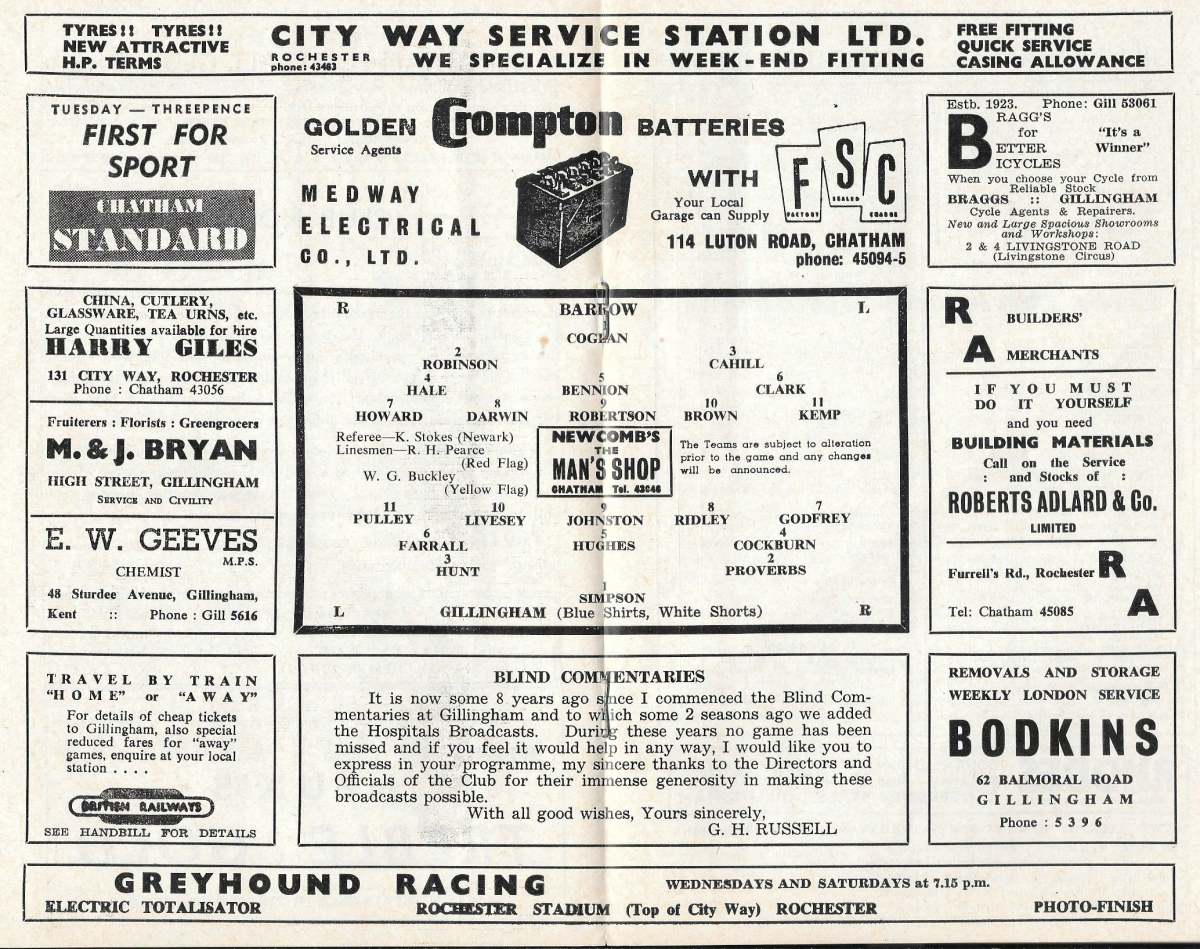 TYRES!! TYRES!!
NEW ATTRACTIVE
H.P. TERMS
CITY WAY SERVICE STATION LTD.
ROCHESTER
phone: 43463
WE SPECIALIZE IN WEEK-END FITTING
FREE FITTING
QUICK SERVICE
CASING ALLOWANCE
TUESDAY — THREEPENCE
FIRST FOR
SPORT
CHATHAM
STANDARD
GOLDEN Crompton BATTERIES
Service Agents
MEDWAY
ELECTRICAL
CO., LTD.
WITH
Your Local
Garage can Supply
F S C
FACTORY SEALED CHARGE
114 LUTON ROAD, CHATHAM
phone: 45094-5
Estb. 1923. Phone: Gill 53061
BRAGG'S
for
BETTER
BICYCLES
"It's a
Winner"
When you choose your Cycle from
Reliable Stock
BRAGGS :: GILLINGHAM
Cycle Agents & Repairers.
New and Large Spacious Showrooms
and Workshops:
2 & 4 LIVINGSTONE ROAD
(Livingstone Circus)
CHINA, CUTLERY,
GLASSWARE, TEA URNS, etc.
Large Quantities available for hire
HARRY GILES
131 CITY WAY, ROCHESTER
Phone : Chatham 43056
Fruiterers : Florists : Greengrocers
M. & J. BRYAN
HIGH STREET, GILLINGHAM
SERVICE AND CIVILITY
E. W. GEEVES
M.P.S.
CHEMIST
48 Sturdee Avenue, Gillingham,
Kent :: Phone : Gill 5616
R BARROW L
1
COGLAN
2 3
ROBINSON CAHILL
4 5 6
HALE BENNION CLARK
7 8 9 10 11
HOWARD DARWIN ROBERTSON BROWN KEMP
Referee—K. Stokes (Newark)
Linesmen—R. H. Pearce
(Red Flag)
W. G. Buckley
(Yellow Flag)
NEWCOMB'S
THE
MAN'S SHOP
CHATHAM Tel. 43646
The Teams are subject to alteration
prior to the game and any changes
will be announced.
11 10 9 8 7
PULLEY LIVESEY JOHNSTON RIDLEY GODFREY
6 5 4
FARRALL HUGHES COCKBURN
3 2
HUNT PROVERBS
1
SIMPSON
L GILLINGHAM (Blue Shirts, White Shorts) R
R BUILDERS'
A MERCHANTS
IF YOU MUST
DO IT YOURSELF
and you need
BUILDING MATERIALS
Call on the Service
: and Stocks of :
ROBERTS ADLARD & Co.
LIMITED
Furrell's Rd., Rochester R
Tel: Chatham 45085 A
TRAVEL BY TRAIN
"HOME" or "AWAY"
For details of cheap tickets
to Gillingham, also special
reduced fares for "away"
games, enquire at your local
station . . . .
BRITISH RAILWAYS
SEE HANDBILL FOR DETAILS
BLIND COMMENTARIES
It is now some 8 years ago since I commenced the Blind Com-
mentaries at Gillingham and to which some 2 seasons ago we added
the Hospitals Broadcasts. During these years no game has been
missed and if you feel it would help in any way, I would like you to
express in your programme, my sincere thanks to the Directors and
Officials of the Club for their immense generosity in making these
broadcasts possible.
With all good wishes, Yours sincerely,
G. H. RUSSELL
REMOVALS AND STORAGE
WEEKLY LONDON SERVICE
BODKINS
62 BALMORAL ROAD
GILLINGHAM
Phone : 5396
GREYHOUND RACING WEDNESDAYS AND SATURDAYS at 7.15 p.m.
ELECTRIC TOTALISATOR ROCHESTER STADIUM (Top of City Way) ROCHESTER PHOTO-FINISH